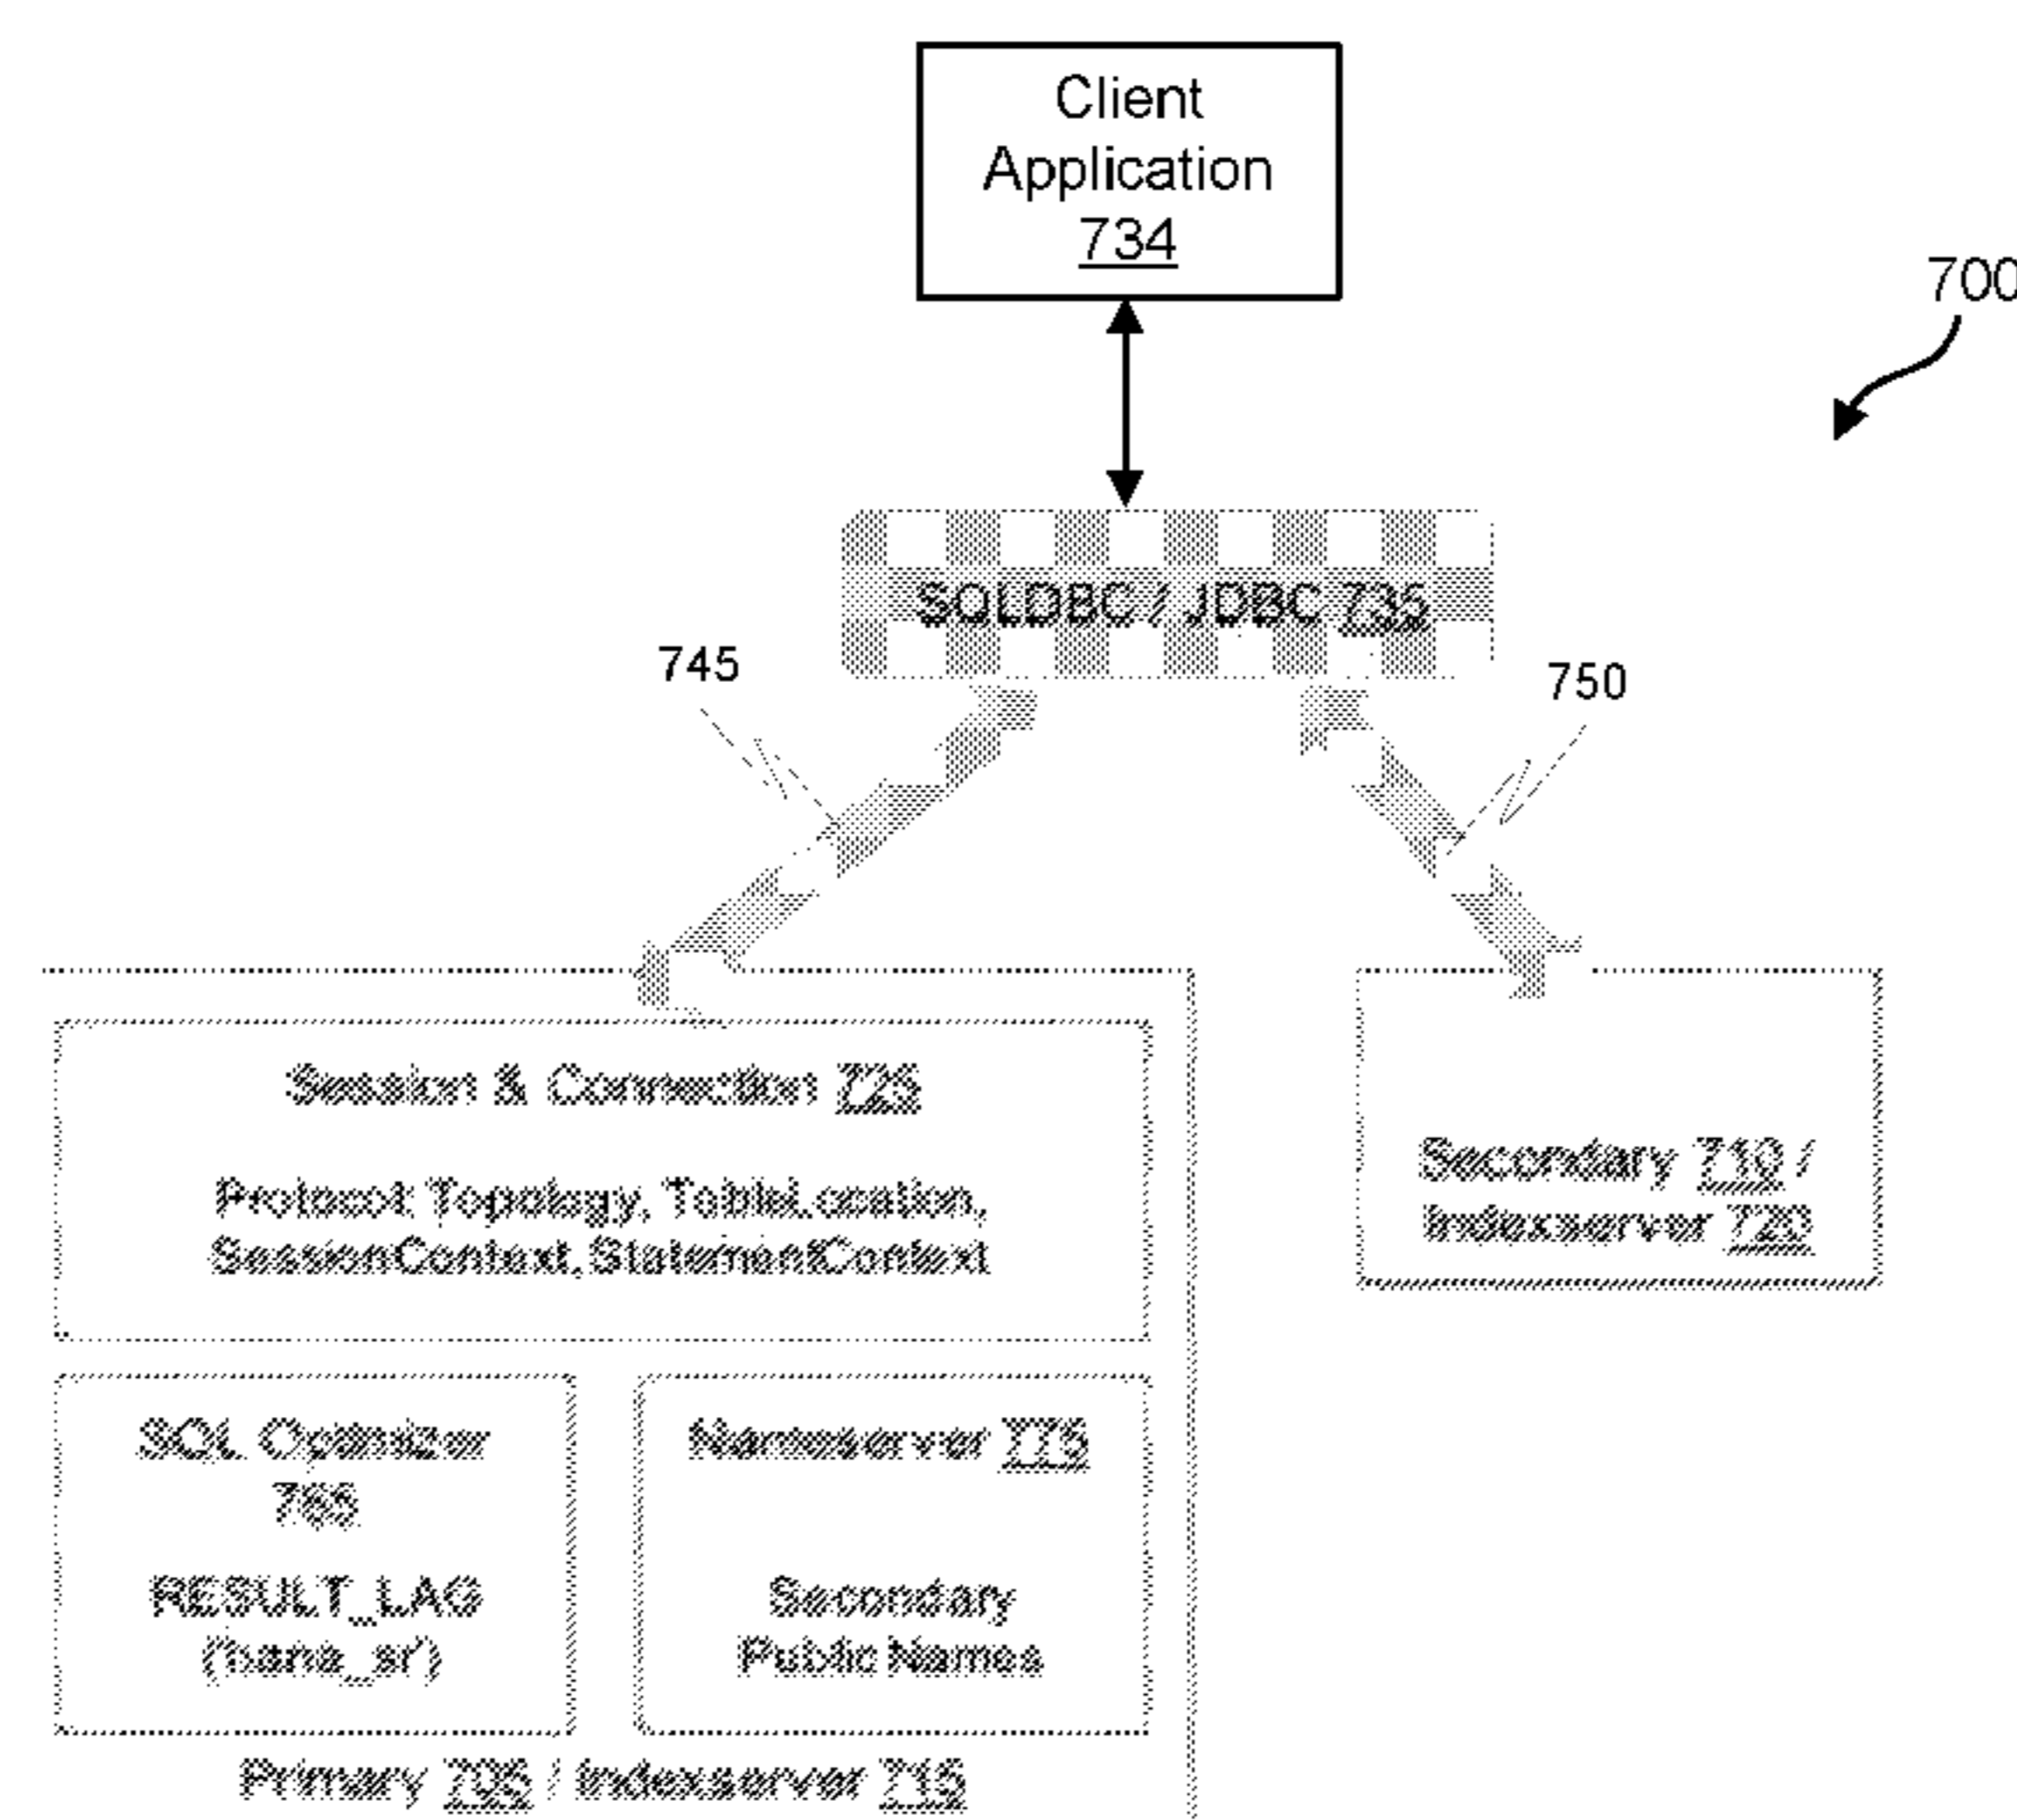 Client
Application
734
700
SQLDBC / JDBC 735
745
750
Session & Connection 725
Protocol: Topology, TableLocation,
SessionContext, StatementContext
Secondary 710 /
Indexserver 720
SQL Optimizer
765
RESULT_LAG
('hana_sr')
Nameserver 775
Secondary
Public Names
Primary 705 / Indexserver 715